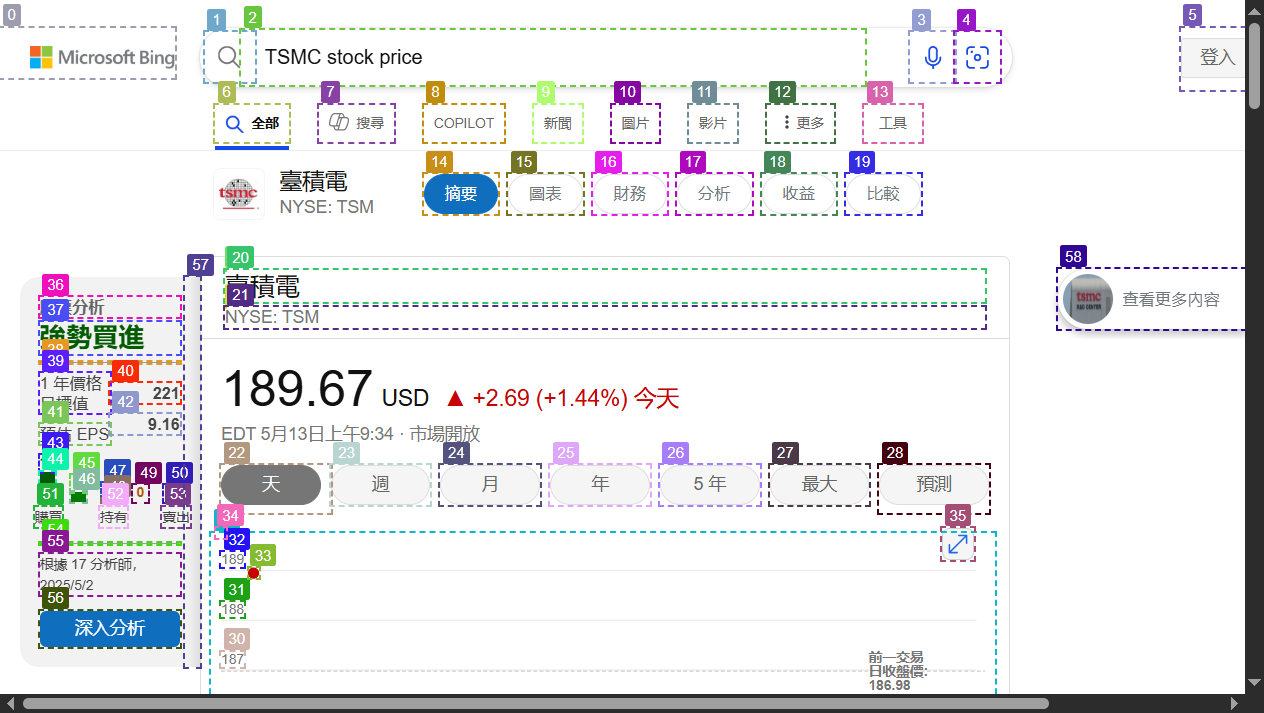 0
1
2
3
4
5
Microsoft Bing
TSMC stock price
登入
6
7
8
9
10
11
12
13
全部
搜尋
COPILOT
新聞
圖片
影片
更多
工具
14
15
16
17
18
19
tsmc
臺積電
NYSE: TSM
摘要
圖表
財務
分析
收益
比較
57
20
58
臺積電
21
NYSE: TSM
tsmc
查看更多內容
36
分析
37
強勢買進
39
40
1 年價格
目標值
221
42
9.16
41
預估 EPS
43
44
45
46
47
49
50
51
52
0
53
購買
持有
賣出
55
根據 17 分析師,
2025/5/2
56
深入分析
189.67 USD ▲ +2.69 (+1.44%) 今天
EDT 5月13日上午9:34 · 市場開放
22
23
24
25
26
27
28
天
週
月
年
5 年
最大
預測
34
35
32
189
33
31
188
30
187
前一交易
日收盤價:
186.98